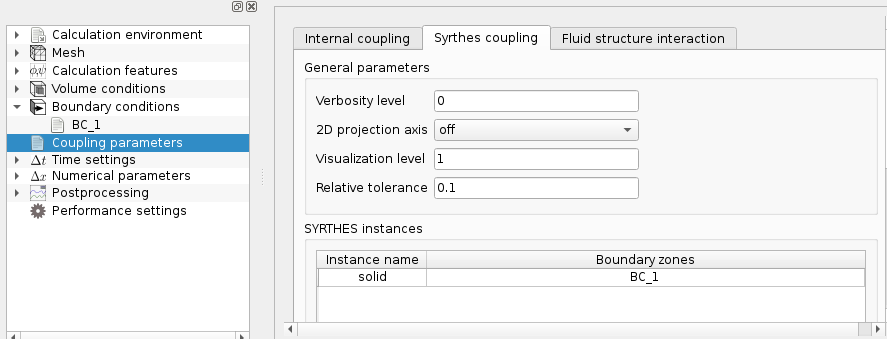 Calculation environment
Mesh
φ,ψ Calculation features
Volume conditions
Boundary conditions
BC_1
Coupling parameters
Δt Time settings
Δx Numerical parameters
Postprocessing
Performance settings
Internal coupling Syrthes coupling Fluid structure interaction
General parameters
Verbosity level 0
2D projection axis off
Visualization level 1
Relative tolerance 0.1
SYRTHES instances
Instance name Boundary zones
solid BC_1